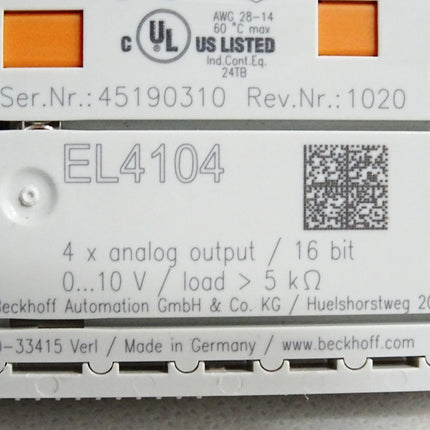 AWG 28-14
60 °C max
C UL US LISTED
Ind.Cont.Eq.
24TB
Ser.Nr.: 45190310 Rev.Nr.: 1020
EL4104
4 x analog output / 16 bit
0...10 V / load > 5 kΩ
Beckhoff Automation GmbH & Co. KG / Huelshorstweg 20
-33415 Verl / Made in Germany / www.beckhoff.com